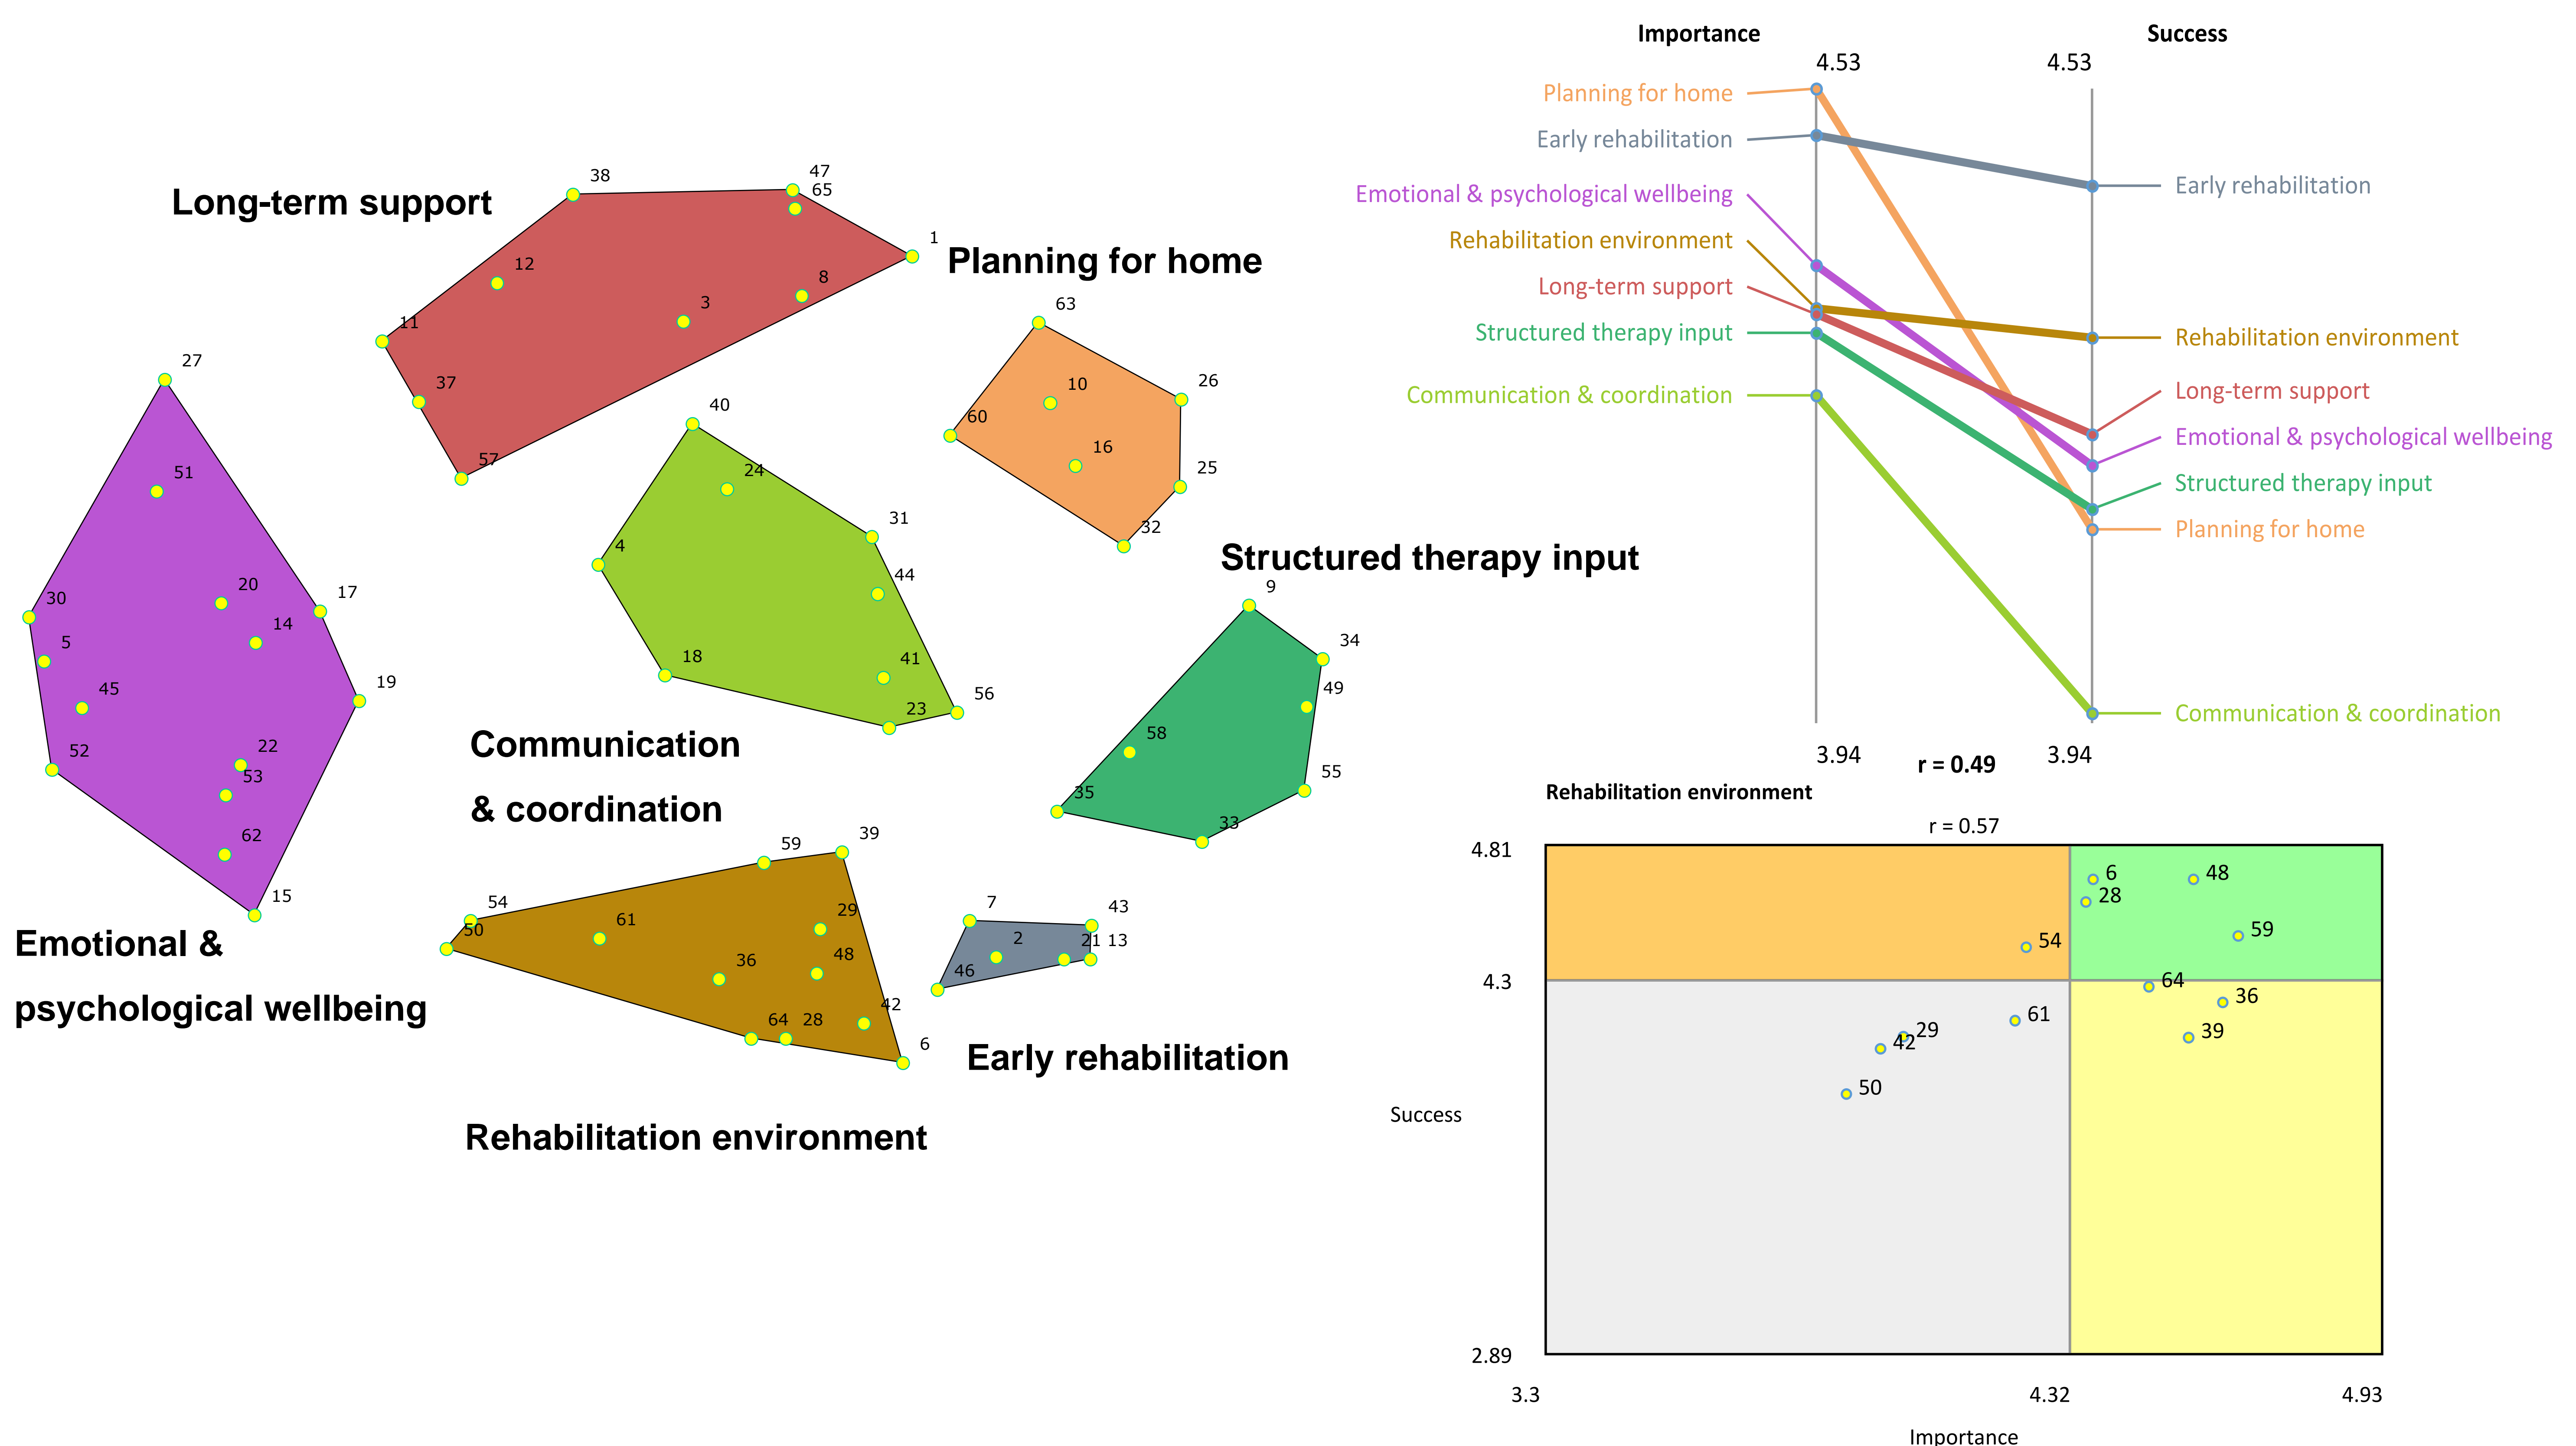 Long-term support
38
47
65
1
12
8
3
11
37
57
Planning for home
63
26
10
60
16
25
32
27
51
20
17
30
14
5
19
45
52
22
53
62
15
Emotional &
psychological wellbeing
40
24
31
4
44
18
41
56
23
Communication
& coordination
Structured therapy input
9
34
49
58
55
35
33
59
39
54
50
61
29
36
48
42
64
28
6
Rehabilitation environment
7
43
2
21
13
46
Early rehabilitation
Importance
Success
4.53
4.53
Planning for home
Early rehabilitation
Emotional & psychological wellbeing
Rehabilitation environment
Long-term support
Structured therapy input
Communication & coordination
Early rehabilitation
Rehabilitation environment
Long-term support
Emotional & psychological wellbeing
Structured therapy input
Planning for home
Communication & coordination
3.94
r = 0.49
3.94
Rehabilitation environment
r = 0.57
4.81
6
48
28
59
54
4.3
64
36
61
29
39
42
50
Success
2.89
3.3
4.32
4.93
Importance